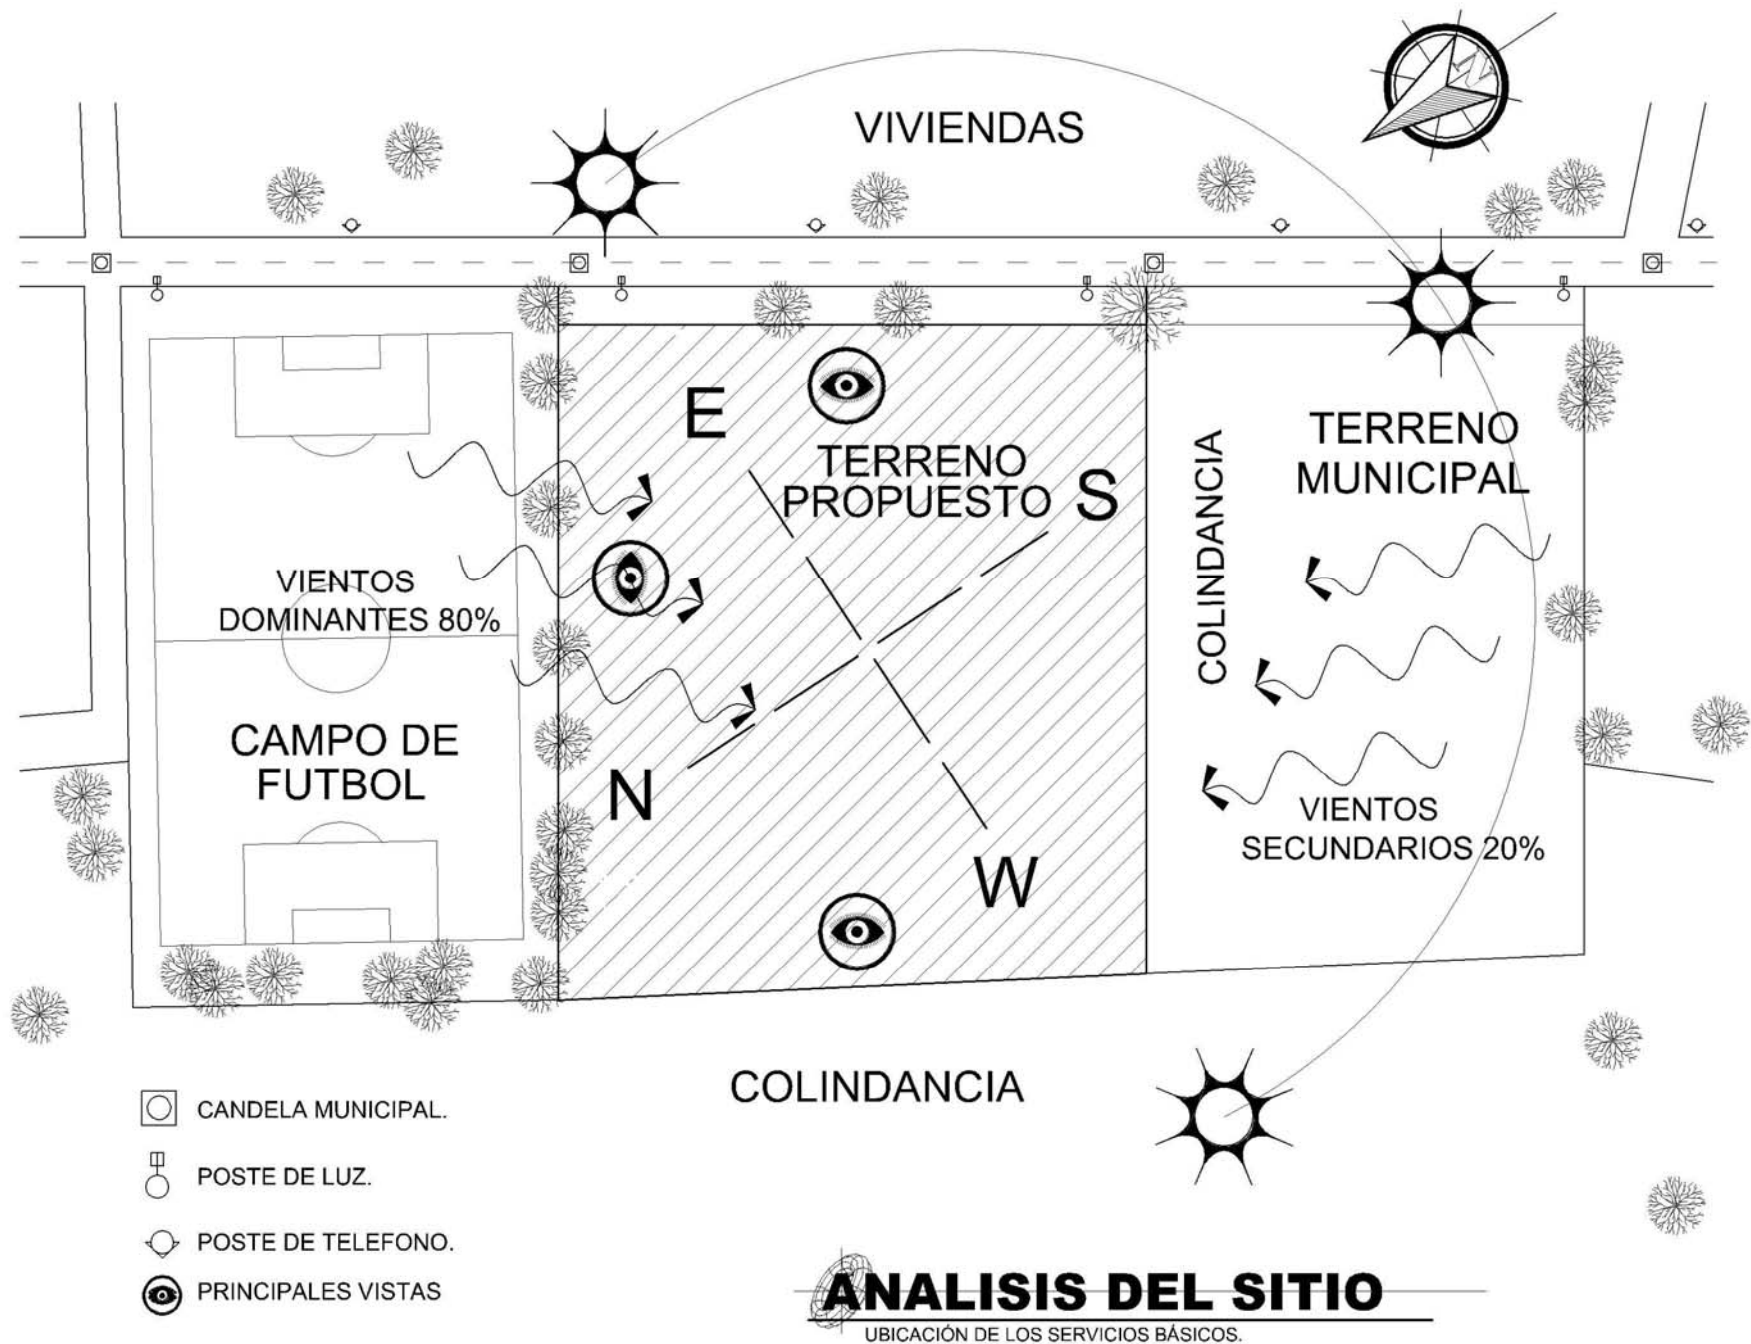 VIVIENDAS
E
TERRENO
PROPUESTO
S
COLINDANCIA
TERRENO
MUNICIPAL
VIENTOS
DOMINANTES 80%
CAMPO DE
FUTBOL
N
W
VIENTOS
SECUNDARIOS 20%
COLINDANCIA
CANDELA MUNICIPAL.
POSTE DE LUZ.
POSTE DE TELEFONO.
PRINCIPALES VISTAS
ANALISIS DEL SITIO
UBICACIÓN DE LOS SERVICIOS BÁSICOS.